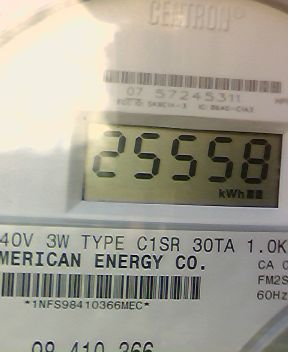 CENTRON®
07 57245311
25558
kWh
40V 3W TYPE C1SR 30TA 1.0K
MERICAN ENERGY CO.
CA 0
FM2S
60Hz
*1NFS98410366MEC*
98 410 366